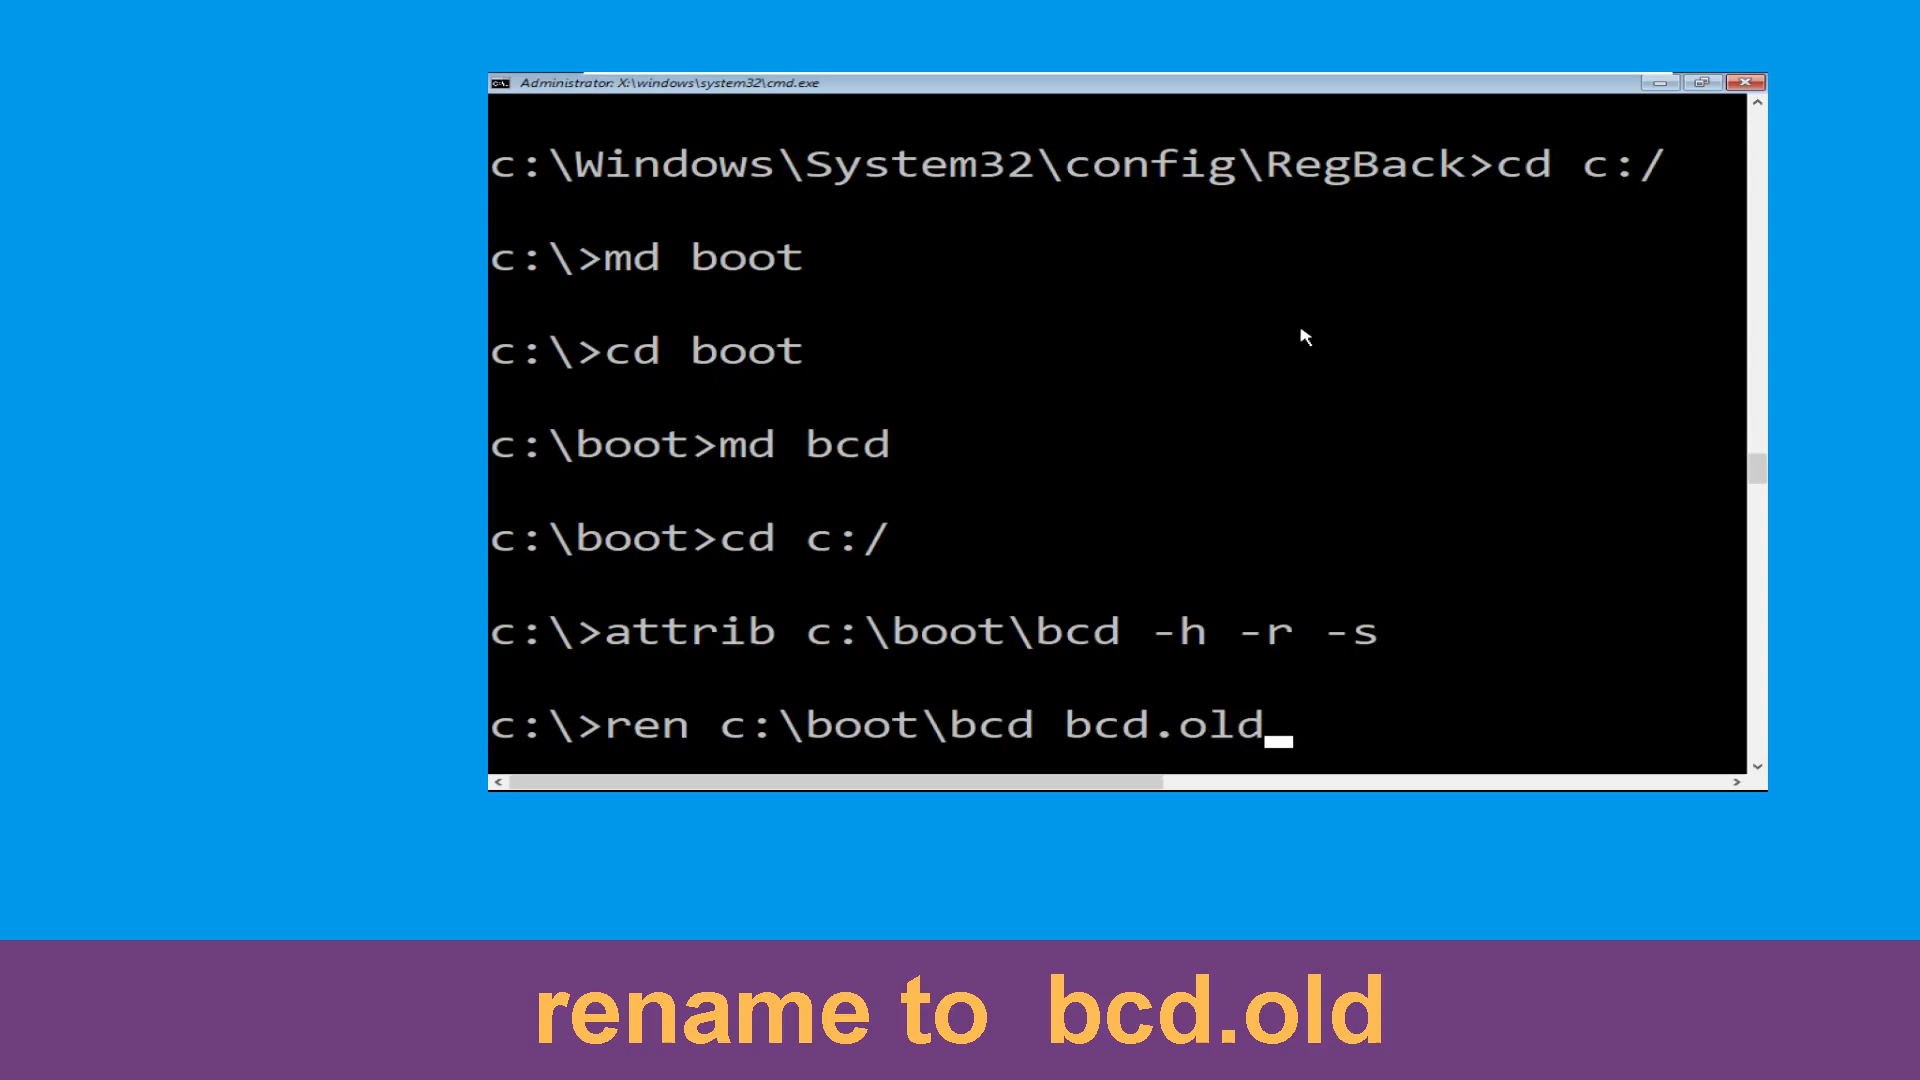 Administrator: X:\windows\system32\cmd.exe
c:\Windows\System32\config\RegBack>cd c:/
c:\>md boot
c:\>cd boot
c:\boot>md bcd
c:\boot>cd c:/
c:\>attrib c:\boot\bcd -h -r -s
c:\>ren c:\boot\bcd bcd.old
rename to bcd.old